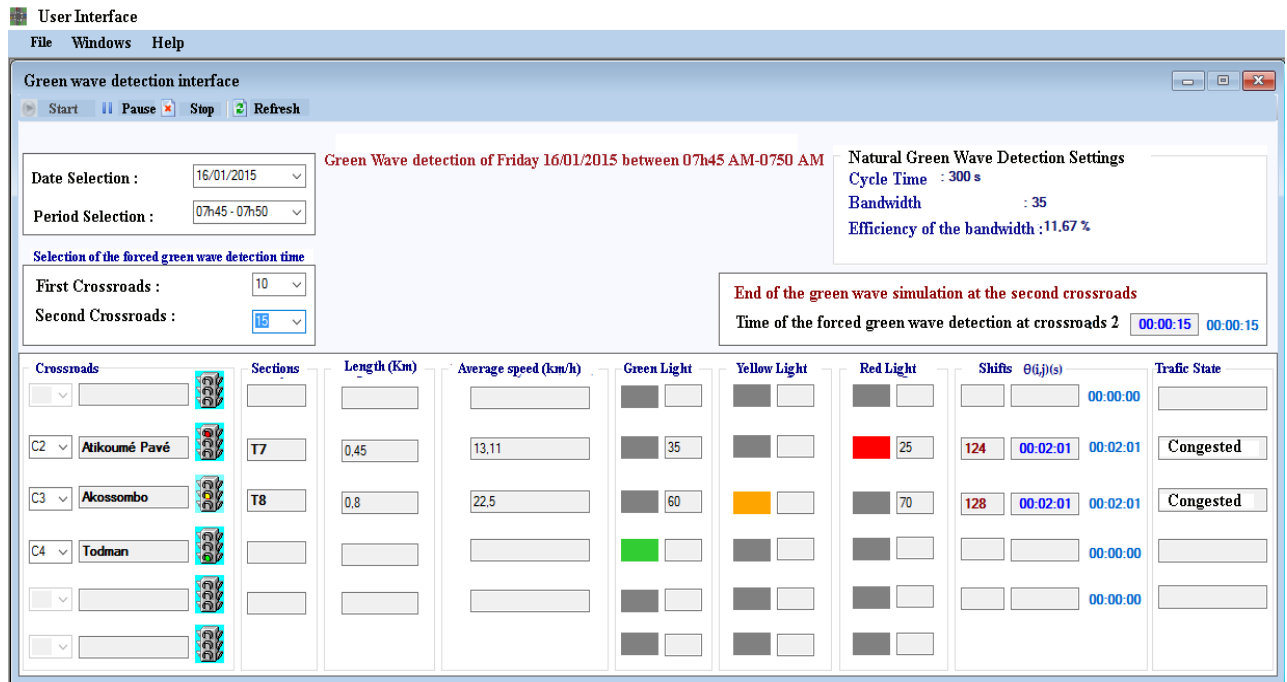 User Interface
File Windows Help
Green wave detection interface
Start Pause Stop Refresh
Green Wave detection of Friday 16/01/2015 between 07h45 AM-0750 AM
Date Selection : 16/01/2015
Period Selection : 07h45 - 07h50
Natural Green Wave Detection Settings
Cycle Time : 300 s
Bandwidth : 35
Efficiency of the bandwidth : 11,67 %
Selection of the forced green wave detection time
First Crossroads : 10
Second Crossroads : 15
End of the green wave simulation at the second crossroads
Time of the forced green wave detection at crossroads 2 00:00:15 00:00:15
Crossroads Sections Length (Km) Average speed (km/h) Green Light Yellow Light Red Light Shifts θ(i,j)(s) Trafic State
00:00:00
C2 Atikoumé Pavé T7 0,45 13,11 35 25 124 00:02:01 00:02:01 Congested
C3 Akossombo T8 0,8 22,5 60 70 128 00:02:01 00:02:01 Congested
C4 Todman 00:00:00
00:00:00